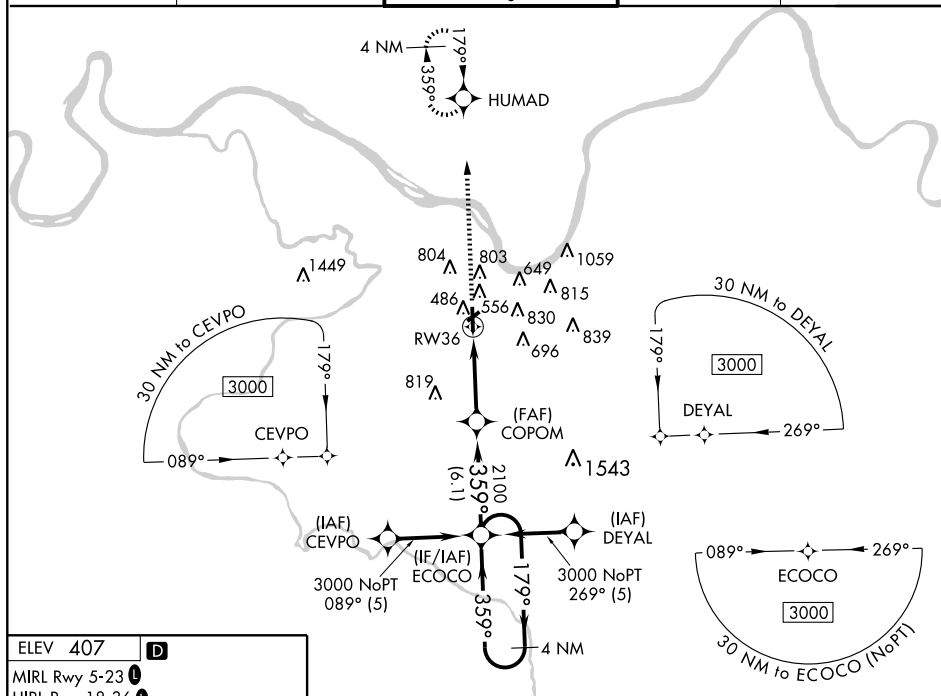 179°
4 NM
359°
HUMAD
1449
804
803
649
1059
486
556
815
830
RW36
839
696
819
30 NM to CEVPO
179°
3000
CEVPO
089°
30 NM to DEYAL
179°
3000
DEYAL
269°
(FAF)
COPOM
1543
2100
359°
(6.1)
(IAF)
CEVPO
(IF/IAF)
ECOCO
(IAF)
DEYAL
3000 NoPT
089° (5)
3000 NoPT
269° (5)
359°
179°
4 NM
089°
269°
ECOCO
3000
30 NM to ECOCO (NoPT)
ELEV 407 D
MIRL Rwy 5-23 L